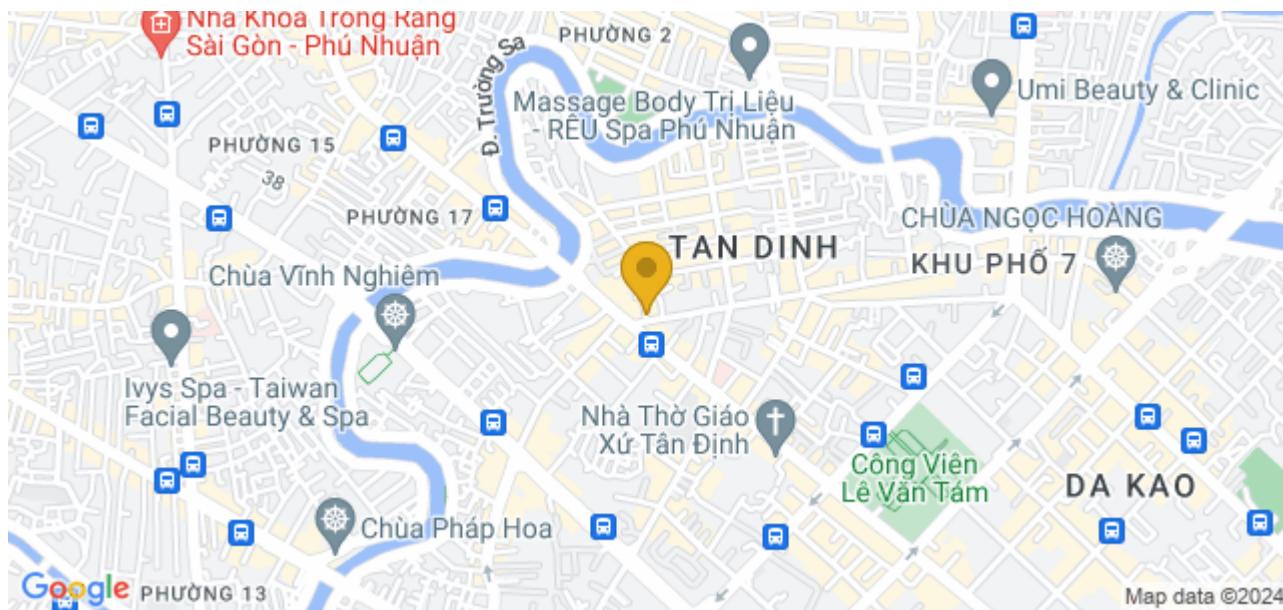 Nha Khoa Trồng Răng
Sài Gòn - Phú Nhuận
PHƯỜNG 2
Đ. Trường Sa
Massage Body Trị Liệu
- RÊU Spa Phú Nhuận
Umi Beauty & Clinic
PHƯỜNG 15
38
PHƯỜNG 17
CHÙA NGỌC HOÀNG
TAN DINH
KHU PHỐ 7
Chùa Vĩnh Nghiêm
Ivys Spa - Taiwan
Facial Beauty & Spa
Nhà Thờ Giáo
Xứ Tân Định
Công Viên
Lê Văn Tám
DA KAO
Chùa Pháp Hoa
Google
PHƯỜNG 13
Map data ©2024